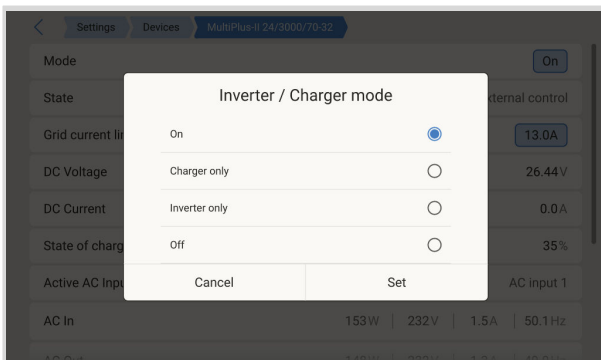 Settings Devices MultiPlus-II 24/3000/70-32
Mode On
State xternal control
Inverter / Charger mode
Grid current lir 13.0A
On
DC Voltage 26.44V
Charger only
DC Current 0.0A
Inverter only
State of charg 35%
Off
Active AC Inpu AC input 1
Cancel Set
AC In 153W 232V 1.5A 50.1Hz